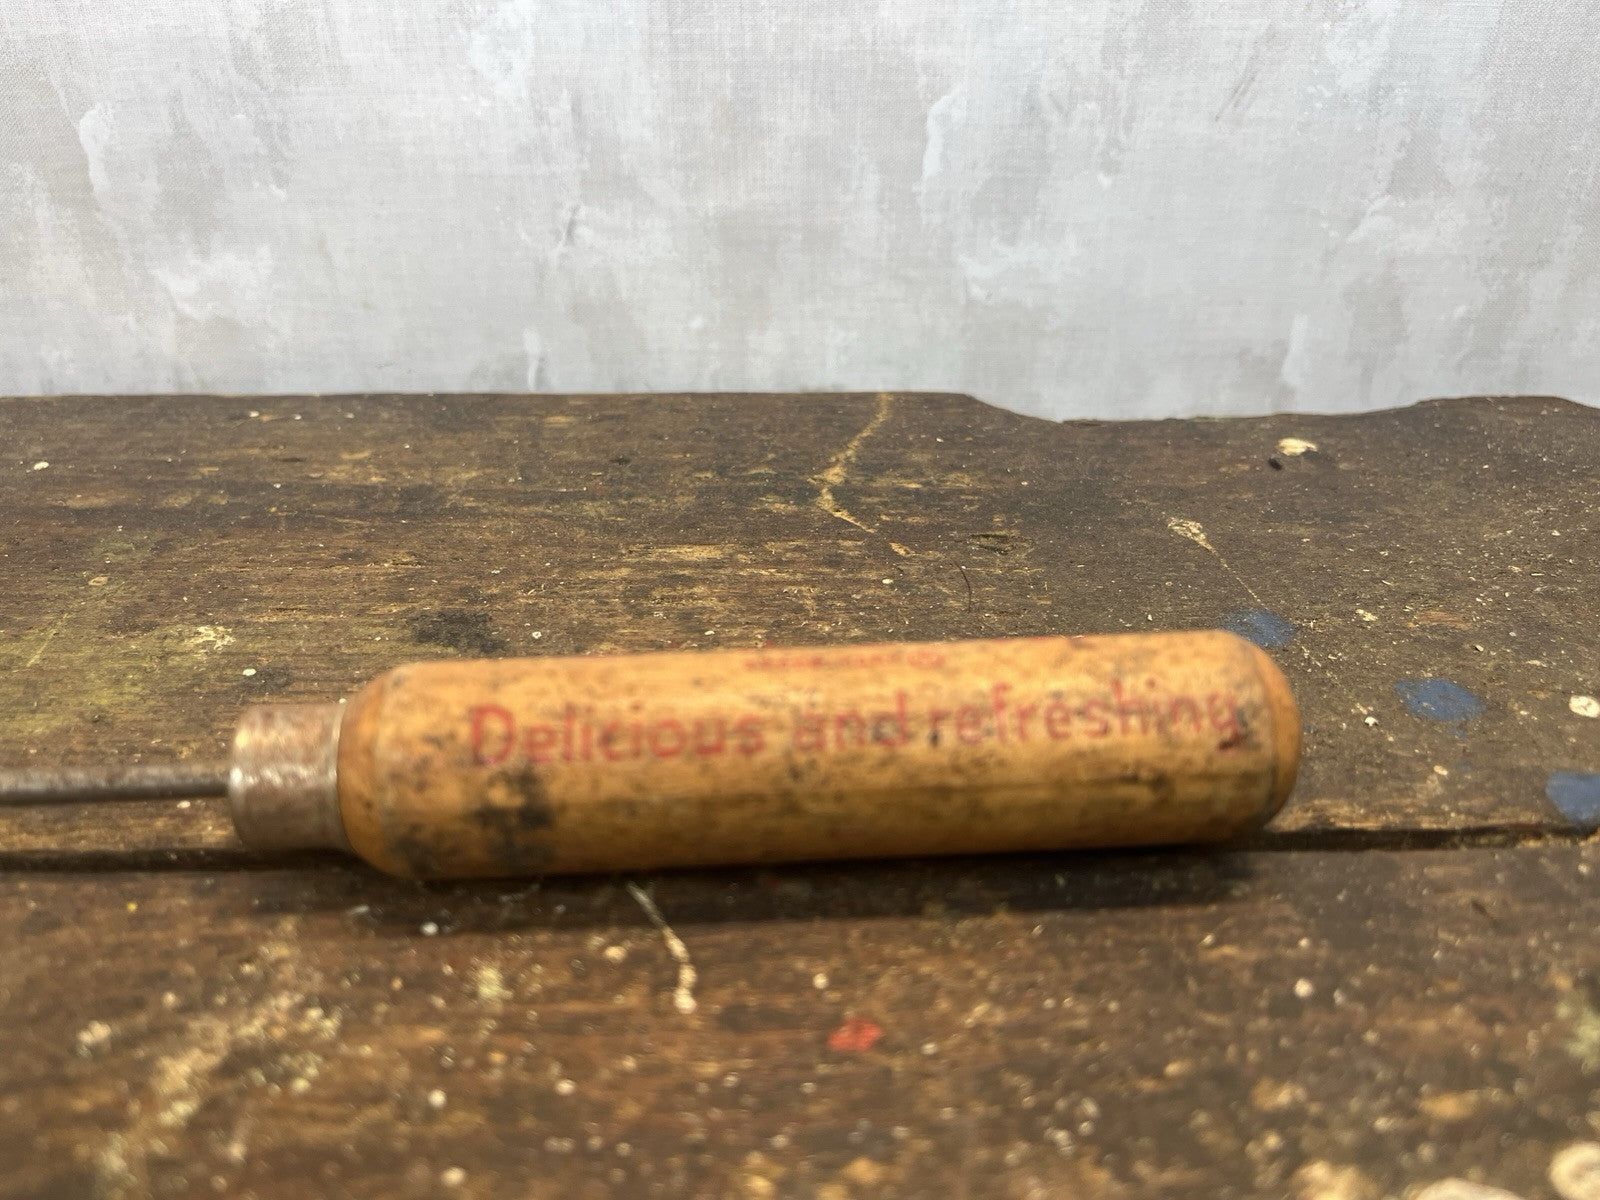 Delicious and refreshing